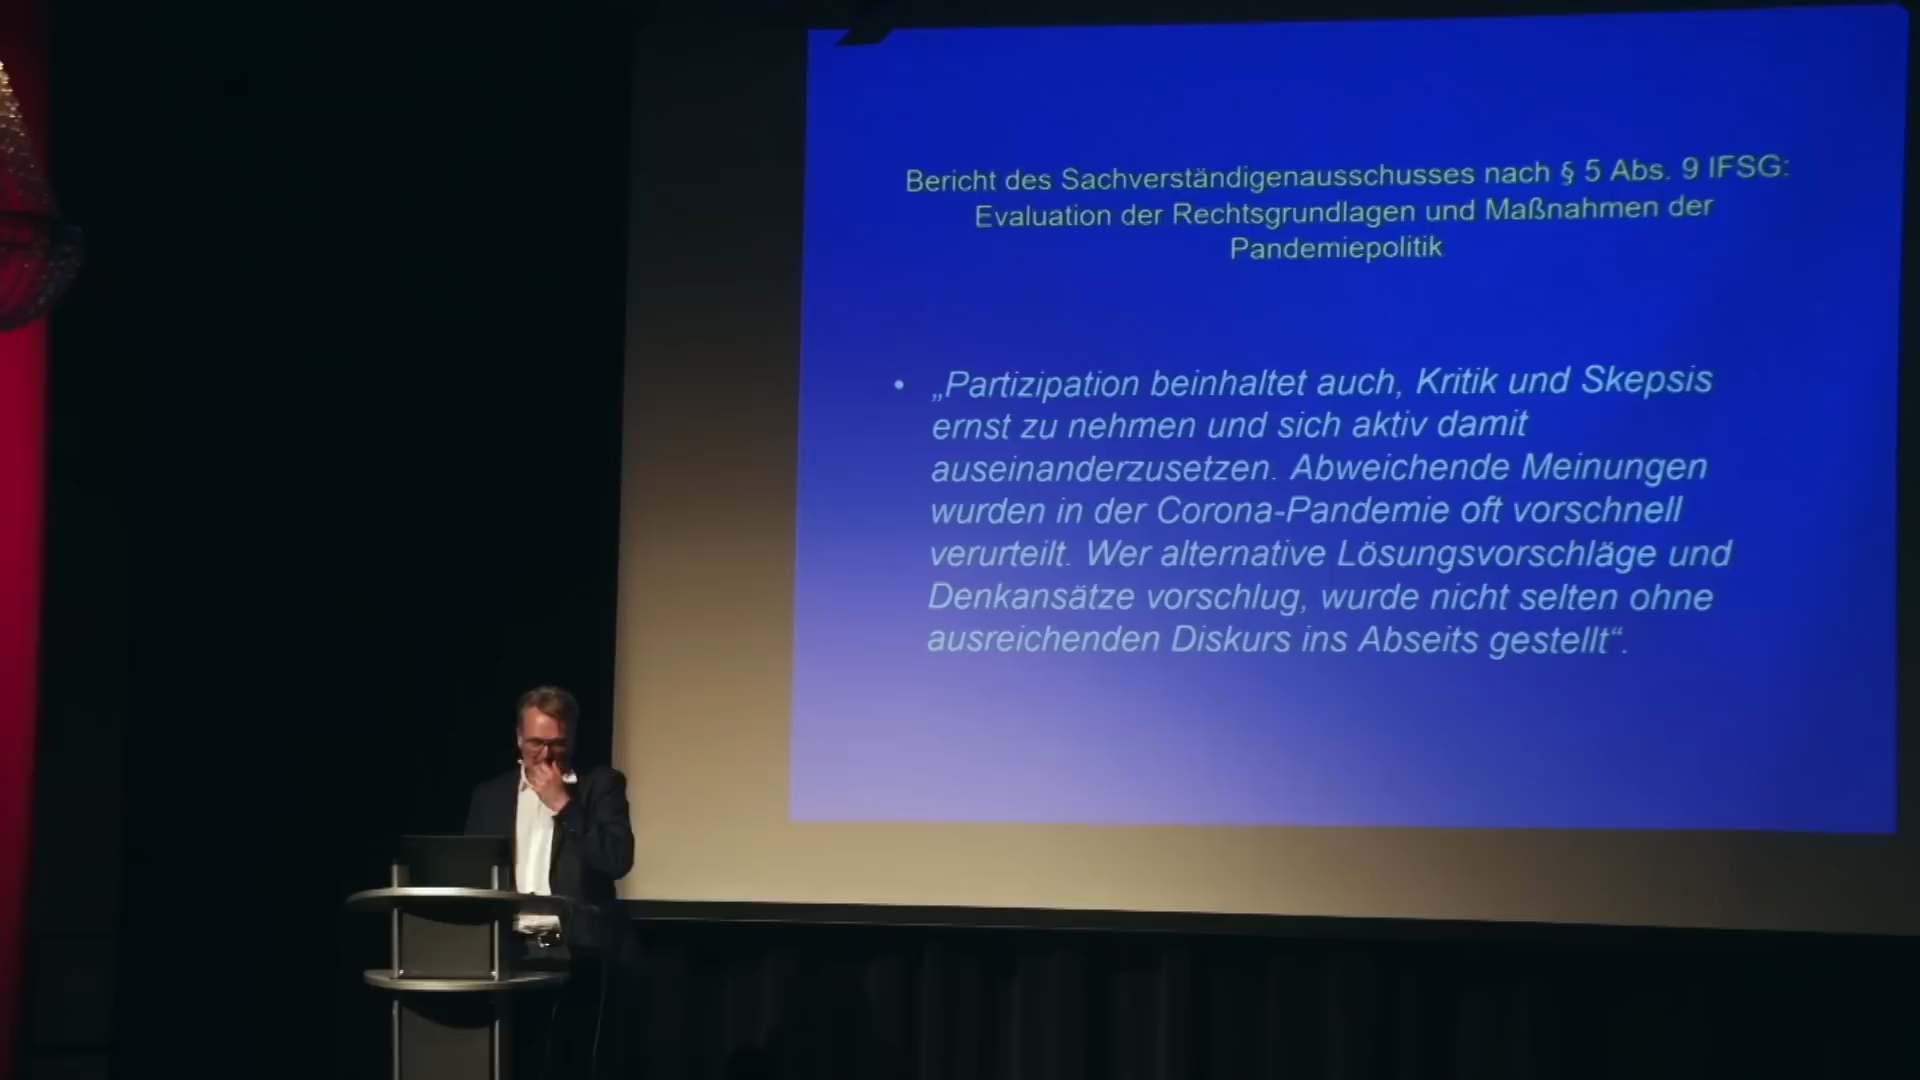 Bericht des Sachverständigenausschusses nach § 5 Abs. 9 IFSG:
Evaluation der Rechtsgrundlagen und Maßnahmen der
Pandemiepolitik
• „Partizipation beinhaltet auch, Kritik und Skepsis
ernst zu nehmen und sich aktiv damit
auseinanderzusetzen. Abweichende Meinungen
wurden in der Corona-Pandemie oft vorschnell
verurteilt. Wer alternative Lösungsvorschläge und
Denkansätze vorschlug, wurde nicht selten ohne
ausreichenden Diskurs ins Abseits gestellt“.